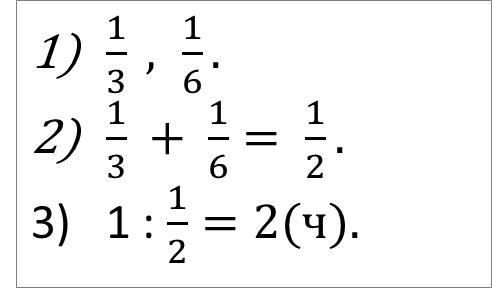 1) 1/3 , 1/6.
2) 1/3 + 1/6 = 1/2.
3) 1 : 1/2 = 2(ч).